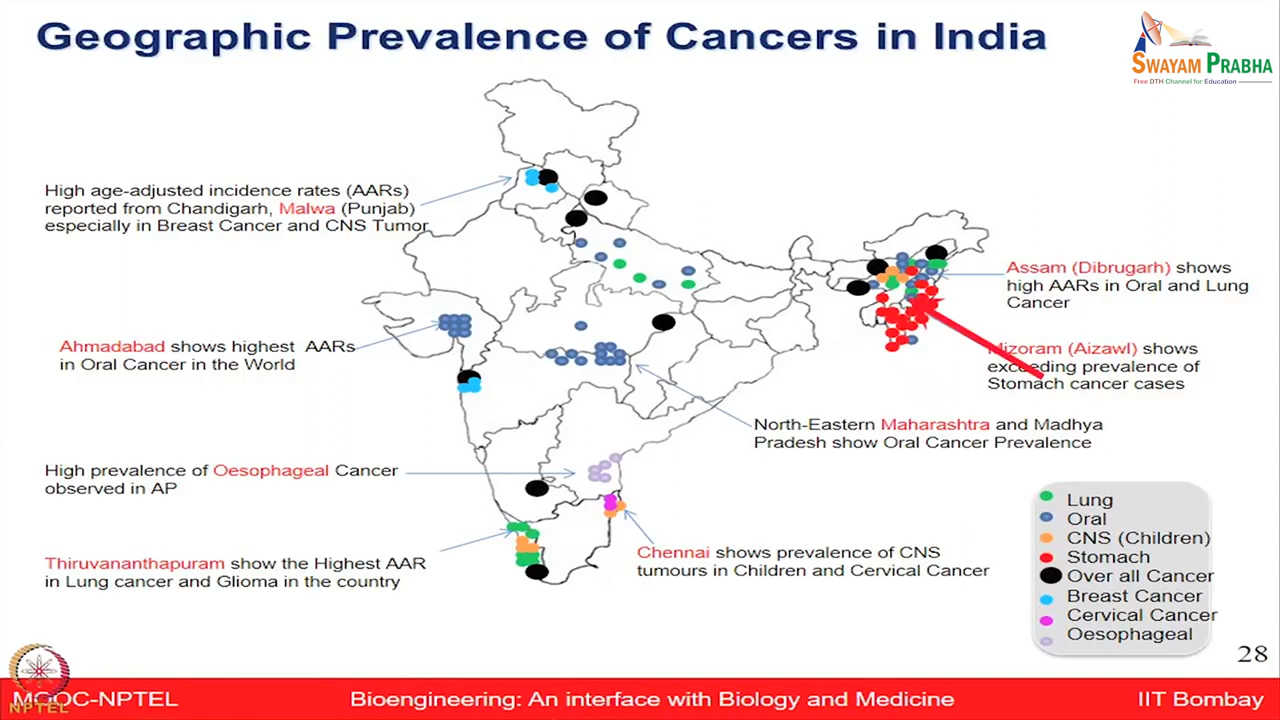 Geographic Prevalence of Cancers in India
SWAYAM PRABHA
Free DTH Channel for Education
High age-adjusted incidence rates (AARs)
reported from Chandigarh, Malwa (Punjab)
especially in Breast Cancer and CNS Tumor
Assam (Dibrugarh) shows
high AARs in Oral and Lung
Cancer
Ahmadabad shows highest AARs
in Oral Cancer in the World
Mizoram (Aizawl) shows
exceeding prevalence of
Stomach cancer cases
North-Eastern Maharashtra and Madhya
Pradesh show Oral Cancer Prevalence
High prevalence of Oesophageal Cancer
observed in AP
Thiruvananthapuram show the Highest AAR
in Lung cancer and Glioma in the country
Chennai shows prevalence of CNS
tumours in Children and Cervical Cancer
Lung
Oral
CNS (Children)
Stomach
Over all Cancer
Breast Cancer
Cervical Cancer
Oesophageal
28
MOOC-NPTEL
NPTEL
Bioengineering: An interface with Biology and Medicine
IIT Bombay